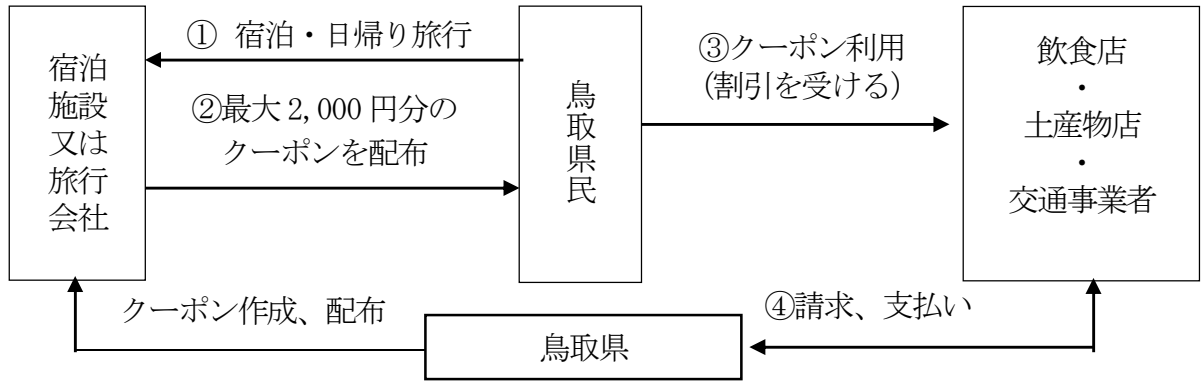 ① 宿泊・日帰り旅行
宿泊
施設
又は
旅行
会社
②最大2,000円分の
クーポンを配布
鳥取県民
③クーポン利用
(割引を受ける)
飲食店
・
土産物店
・
交通事業者
クーポン作成、配布
鳥取県
④請求、支払い